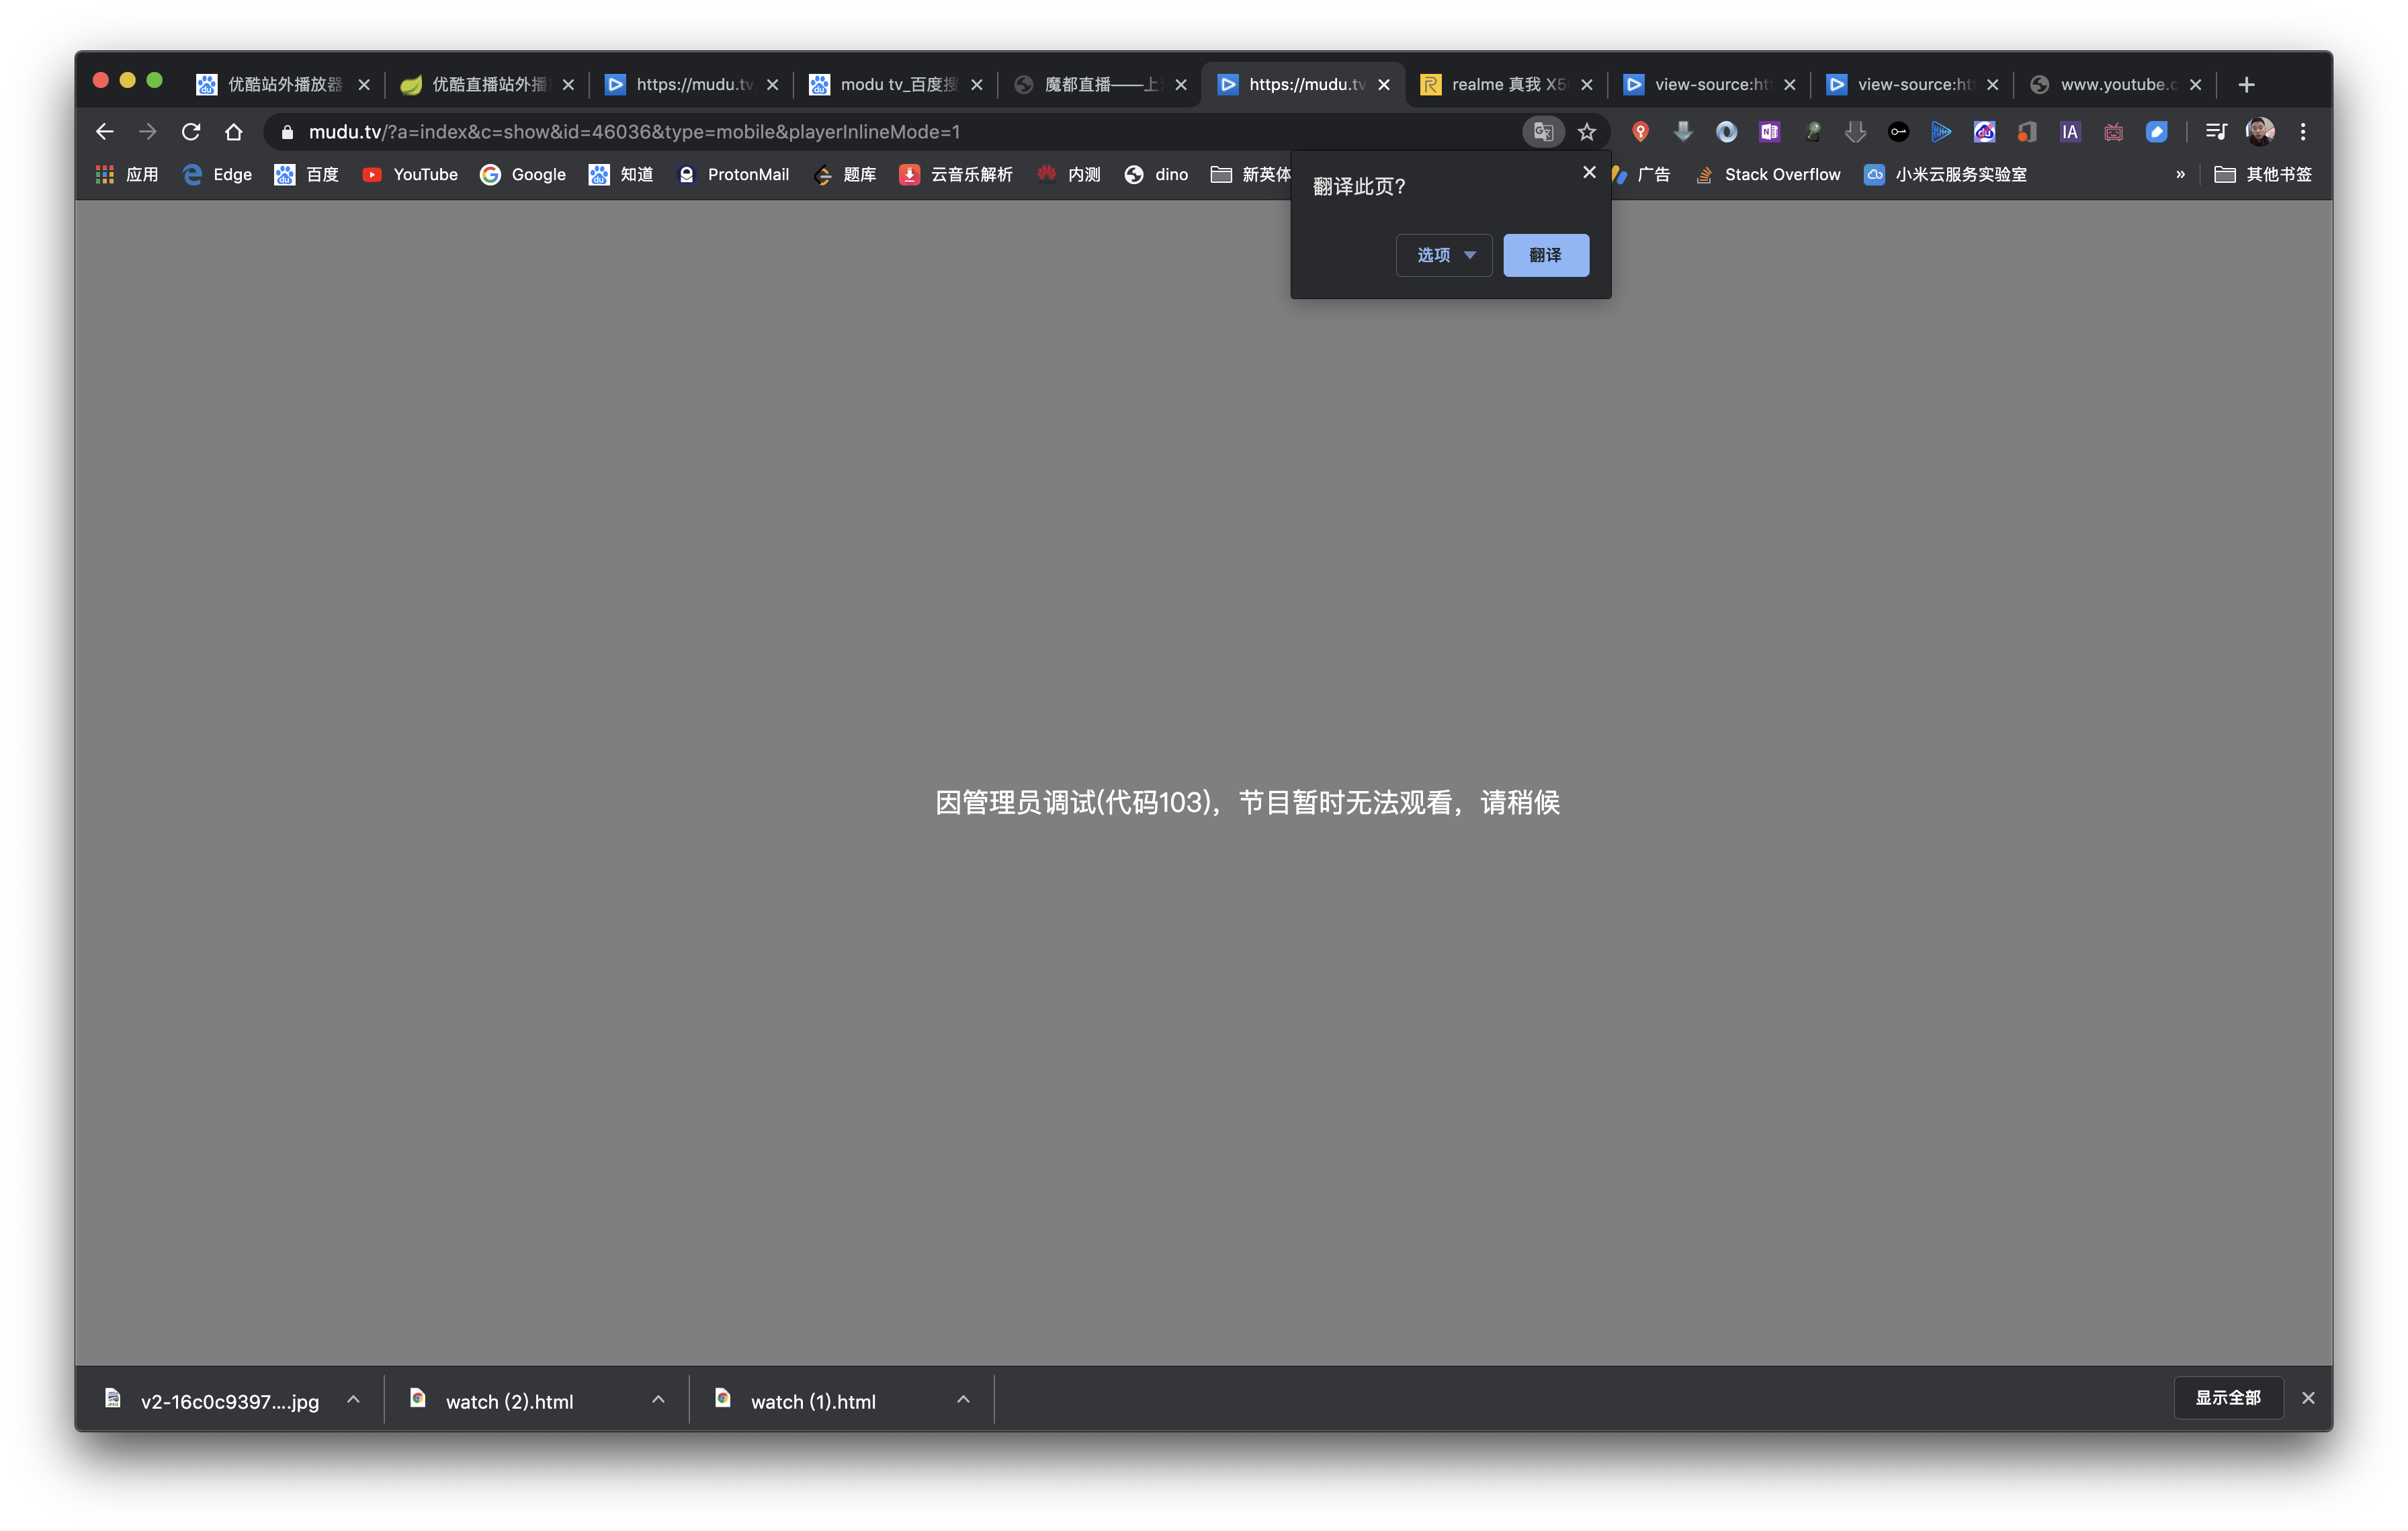 优酷站外播放器
优酷直播站外播
https://mudu.tv
modu tv_百度搜
魔都直播——上
https://mudu.tv
realme 真我 X5
view-source:ht
view-source:ht
www.youtube.c
mudu.tv/?a=index&c=show&id=46036&type=mobile&playerInlineMode=1
应用
Edge
百度
YouTube
Google
知道
ProtonMail
题库
云音乐解析
内测
dino
新英体
广告
Stack Overflow
小米云服务实验室
»
其他书签
翻译此页?
选项
翻译
因管理员调试(代码103)，节目暂时无法观看，请稍候
v2-16c0c9397....jpg
watch (2).html
watch (1).html
显示全部